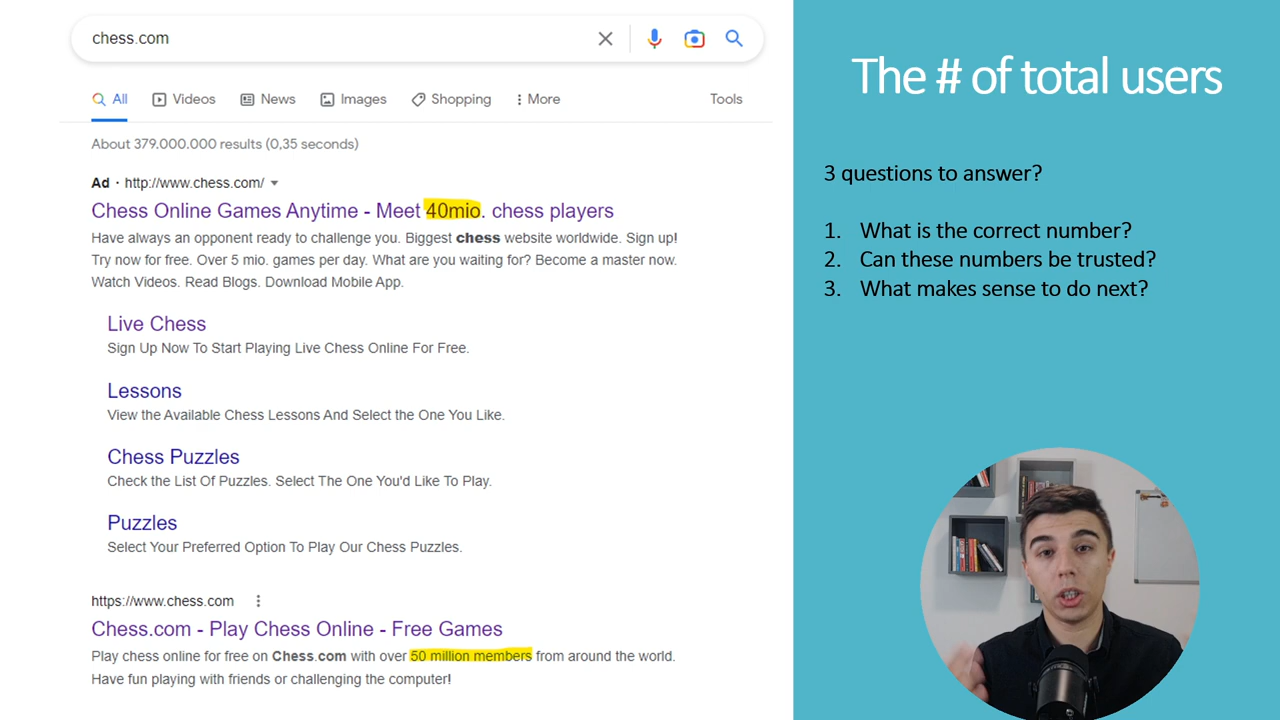 chess.com
All Videos News Images Shopping More Tools
About 379.000.000 results (0,35 seconds)
Ad · http://www.chess.com/
Chess Online Games Anytime - Meet 40mio. chess players
Have always an opponent ready to challenge you. Biggest chess website worldwide. Sign up!
Try now for free. Over 5 mio. games per day. What are you waiting for? Become a master now.
Watch Videos. Read Blogs. Download Mobile App.
Live Chess
Sign Up Now To Start Playing Live Chess Online For Free.
Lessons
View the Available Chess Lessons And Select the One You Like.
Chess Puzzles
Check the List Of Puzzles. Select The One You'd Like To Play.
Puzzles
Select Your Preferred Option To Play Our Chess Puzzles.
https://www.chess.com
Chess.com - Play Chess Online - Free Games
Play chess online for free on Chess.com with over 50 million members from around the world.
Have fun playing with friends or challenging the computer!
The # of total users
3 questions to answer?
1. What is the correct number?
2. Can these numbers be trusted?
3. What makes sense to do next?